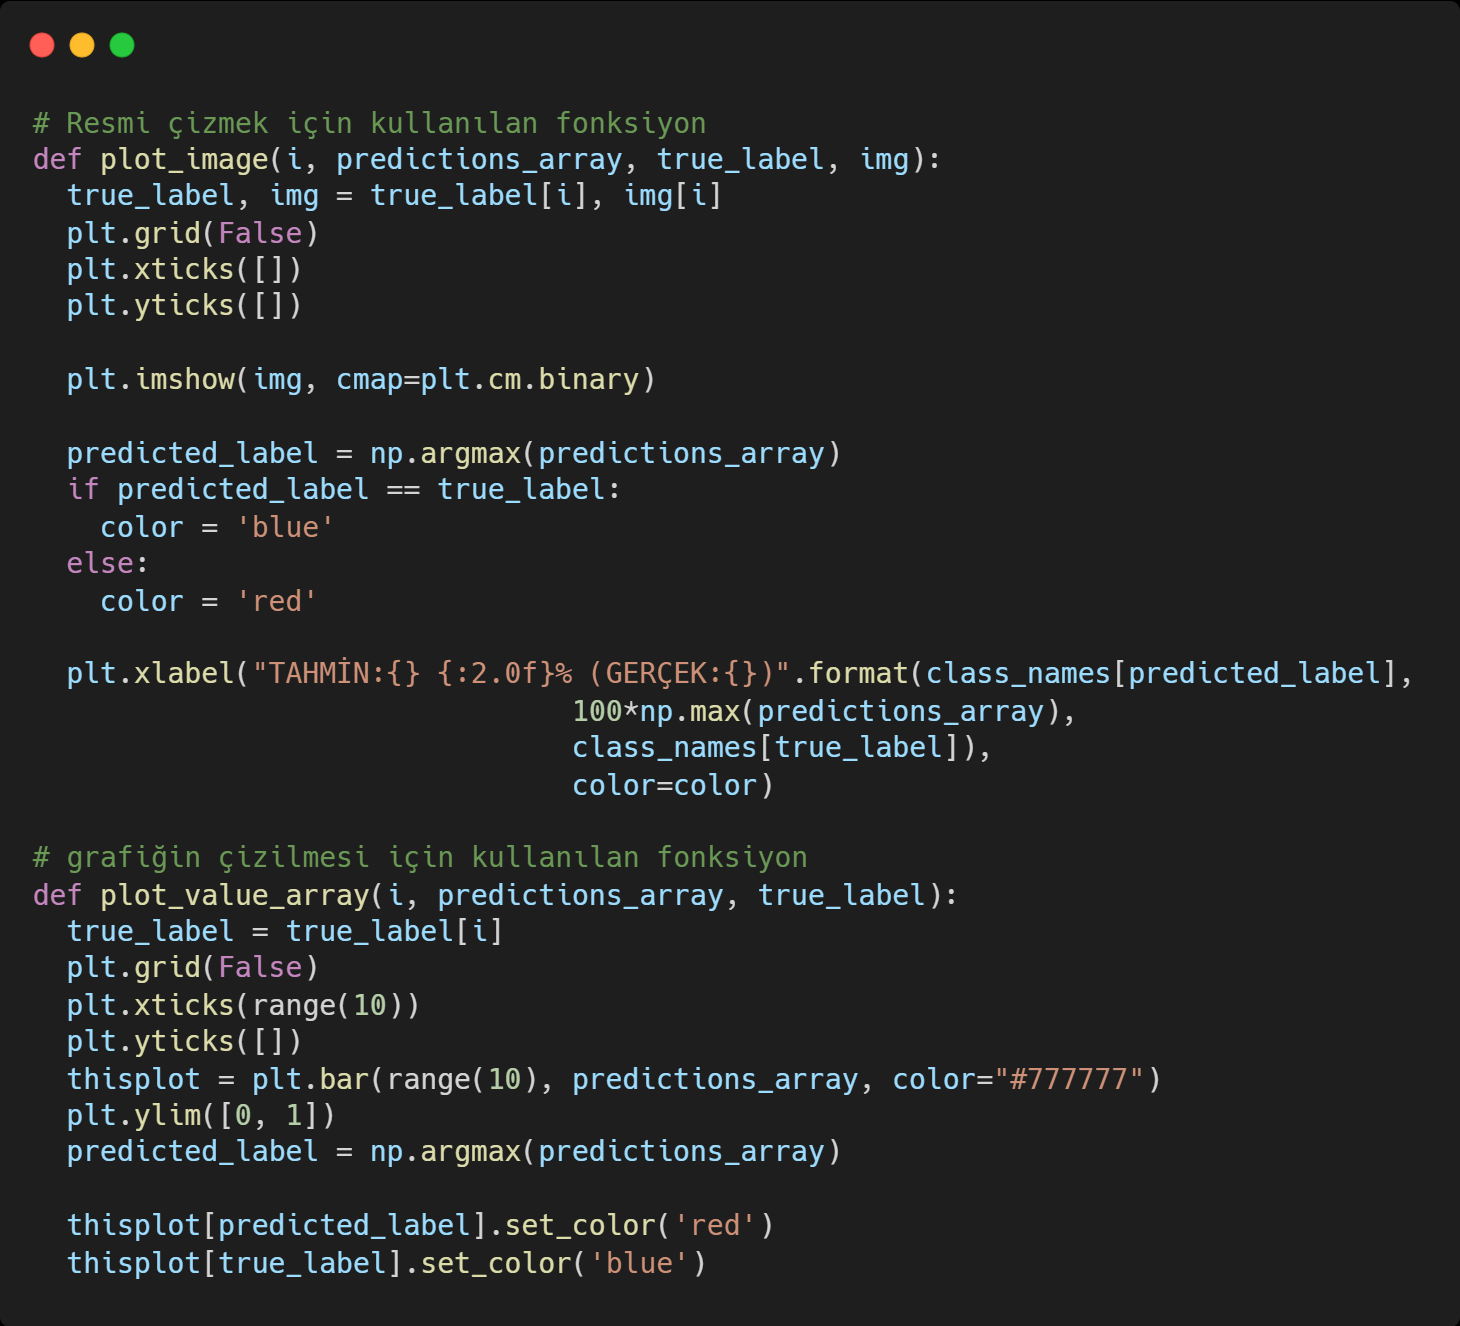 # Resmi çizmek için kullanılan fonksiyon
def plot_image(i, predictions_array, true_label, img):
  true_label, img = true_label[i], img[i]
  plt.grid(False)
  plt.xticks([])
  plt.yticks([])

  plt.imshow(img, cmap=plt.cm.binary)

  predicted_label = np.argmax(predictions_array)
  if predicted_label == true_label:
    color = 'blue'
  else:
    color = 'red'

  plt.xlabel("TAHMİN:{} {:2.0f}% (GERÇEK:{})".format(class_names[predicted_label],
                                100*np.max(predictions_array),
                                class_names[true_label]),
                                color=color)

# grafiğin çizilmesi için kullanılan fonksiyon
def plot_value_array(i, predictions_array, true_label):
  true_label = true_label[i]
  plt.grid(False)
  plt.xticks(range(10))
  plt.yticks([])
  thisplot = plt.bar(range(10), predictions_array, color="#777777")
  plt.ylim([0, 1])
  predicted_label = np.argmax(predictions_array)

  thisplot[predicted_label].set_color('red')
  thisplot[true_label].set_color('blue')